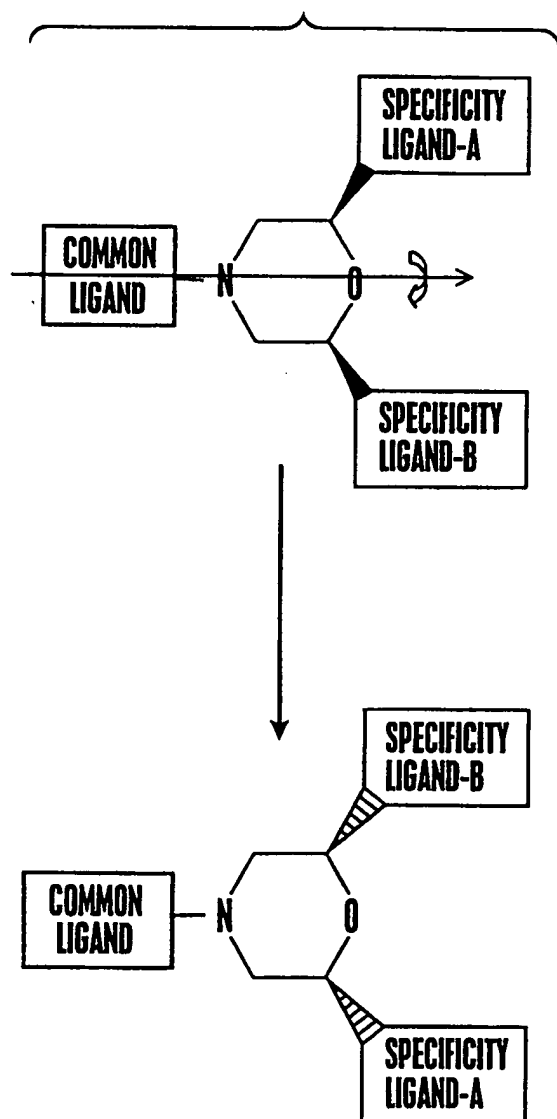 SPECIFICITY
LIGAND-A
COMMON
LIGAND
N
O
SPECIFICITY
LIGAND-B
SPECIFICITY
LIGAND-B
COMMON
LIGAND
N
O
SPECIFICITY
LIGAND-A